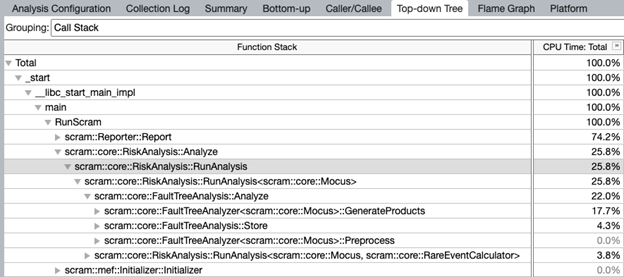 Analysis Configuration Collection Log Summary Bottom-up Caller/Callee Top-down Tree Flame Graph Platform
Grouping: Call Stack
Function Stack CPU Time: Total
Total 100.0%
_start 100.0%
__libc_start_main_impl 100.0%
main 100.0%
RunScram 100.0%
scram::Reporter::Report 74.2%
scram::core::RiskAnalysis::Analyze 25.8%
scram::core::RiskAnalysis::RunAnalysis 25.8%
scram::core::RiskAnalysis::RunAnalysis<scram::core::Mocus> 25.8%
scram::core::FaultTreeAnalysis::Analyze 22.0%
scram::core::FaultTreeAnalyzer<scram::core::Mocus>::GenerateProducts 17.7%
scram::core::FaultTreeAnalysis::Store 4.3%
scram::core::FaultTreeAnalyzer<scram::core::Mocus>::Preprocess 0.0%
scram::core::RiskAnalysis::RunAnalysis<scram::core::Mocus, scram::core::RareEventCalculator> 3.8%
scram::mef::Initializer::Initializer 0.0%